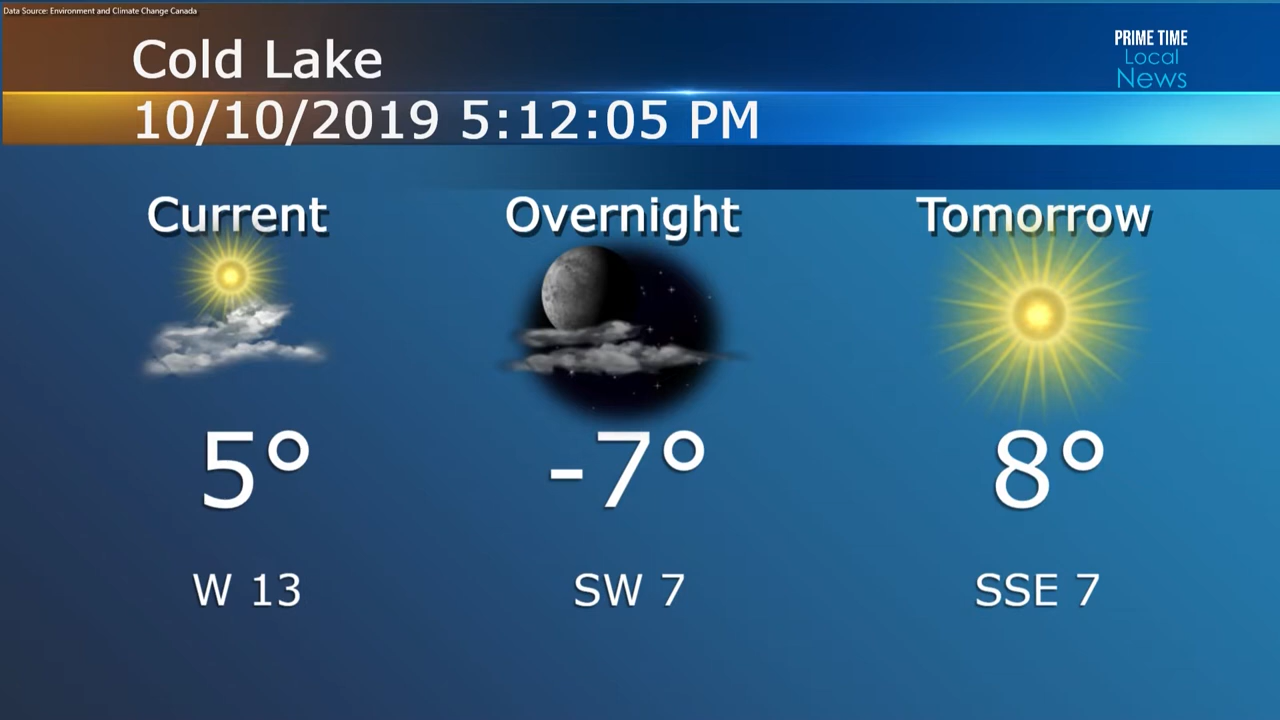 Data Source: Environment and Climate Change Canada
Cold Lake
PRIME TIME
Local
News
10/10/2019 5:12:05 PM
Current
Overnight
Tomorrow
5°
-7°
8°
W 13
SW 7
SSE 7